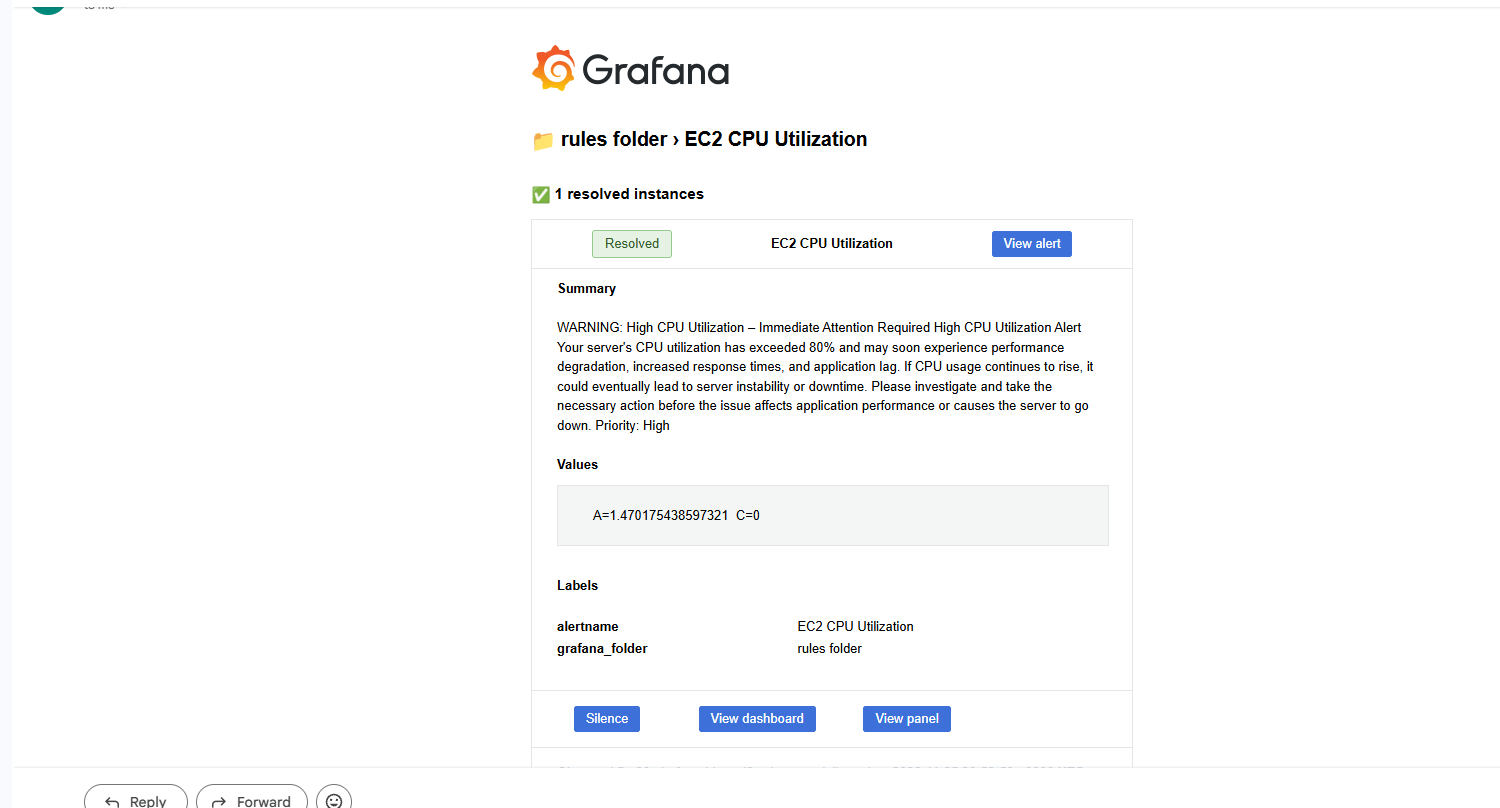 Grafana
📁 rules folder › EC2 CPU Utilization
✅ 1 resolved instances
Resolved
EC2 CPU Utilization
View alert
Summary
WARNING: High CPU Utilization – Immediate Attention Required High CPU Utilization Alert
Your server's CPU utilization has exceeded 80% and may soon experience performance
degradation, increased response times, and application lag. If CPU usage continues to rise, it
could eventually lead to server instability or downtime. Please investigate and take the
necessary action before the issue affects application performance or causes the server to go
down. Priority: High
Values
A=1.470175438597321 C=0
Labels
alertname EC2 CPU Utilization
grafana_folder rules folder
Silence
View dashboard
View panel
Reply
Forward